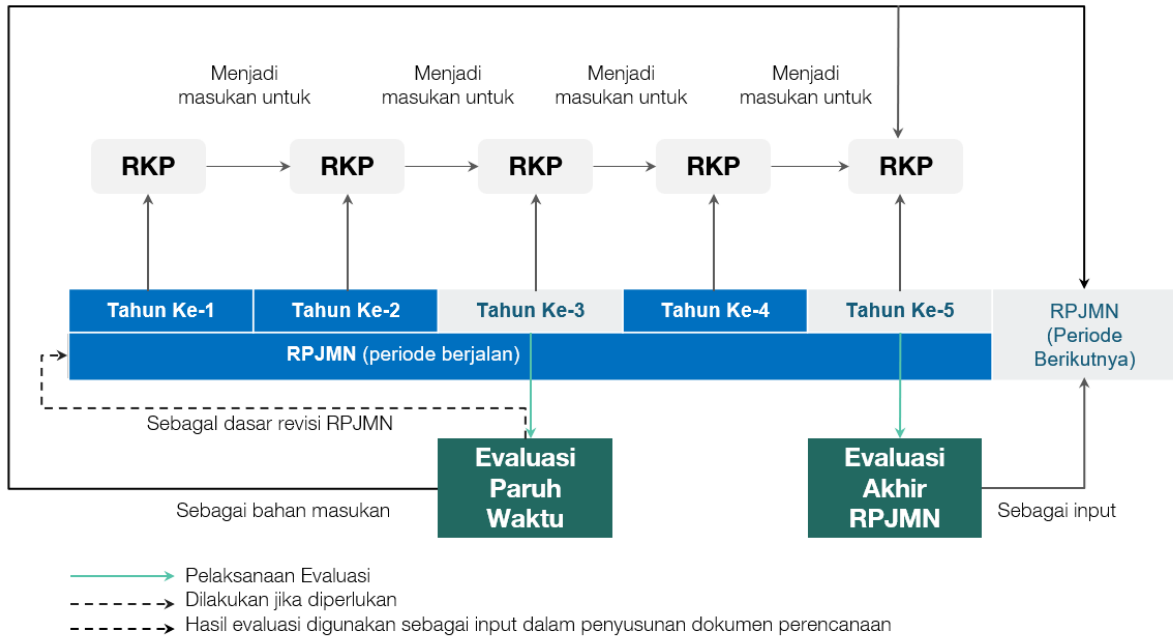 Menjadi
masukan untuk
Menjadi
masukan untuk
Menjadi
masukan untuk
Menjadi
masukan untuk
RKP
RKP
RKP
RKP
RKP
Tahun Ke-1
Tahun Ke-2
Tahun Ke-3
Tahun Ke-4
Tahun Ke-5
RPJMN (periode berjalan)
RPJMN
(Periode
Berikutnya)
Sebagal dasar revisi RPJMN
Evaluasi
Paruh
Waktu
Evaluasi
Akhir
RPJMN
Sebagai bahan masukan
Sebagai input
Pelaksanaan Evaluasi
Dilakukan jika diperlukan
Hasil evaluasi digunakan sebagai input dalam penyusunan dokumen perencanaan